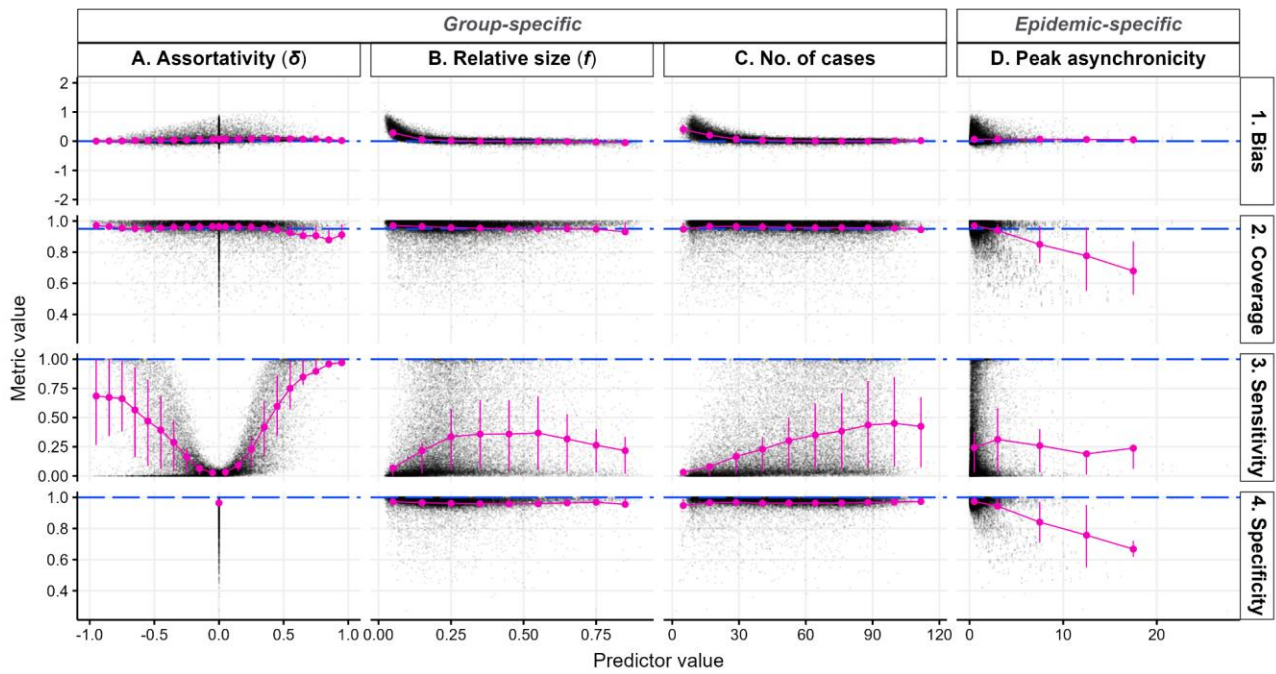 Group-specific
Epidemic-specific
A. Assortativity (δ)
B. Relative size (f)
C. No. of cases
D. Peak asynchronicity
2
1
0
-1
-2
1. Bias
1.0
0.8
0.6
0.4
2. Coverage
1.00
0.75
0.50
0.25
0.00
3. Sensitivity
1.0
0.8
0.6
0.4
4. Specificity
Metric value
-1.0 -0.5 0.0 0.5 1.0
0.00 0.25 0.50 0.75
0 30 60 90 120
0 10 20
Predictor value